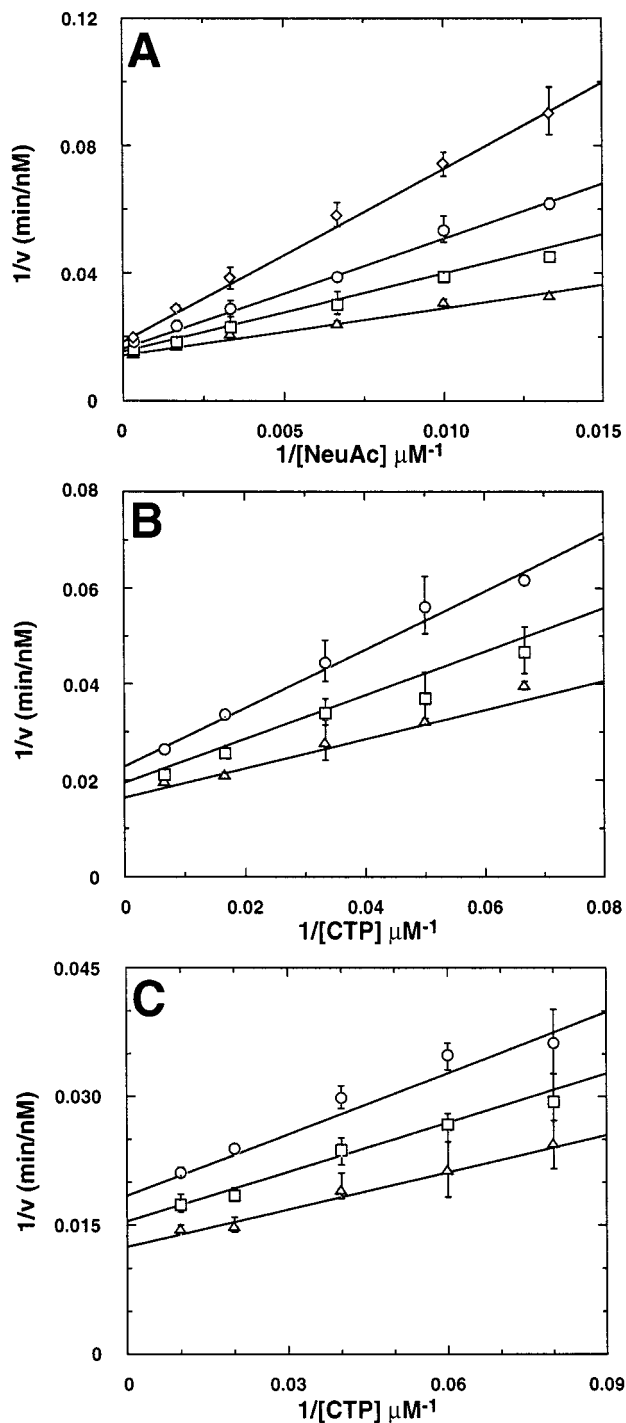 A
0.12
0.08
0.04
0
1/v (min/nM)
0 0.005 0.010 0.015
1/[NeuAc] µM-1
B
0.08
0.06
0.04
0.02
0
1/v (min/nM)
0 0.02 0.04 0.06 0.08
1/[CTP] µM-1
C
0.045
0.030
0.015
0
1/v (min/nM)
0 0.03 0.06 0.09
1/[CTP] µM-1